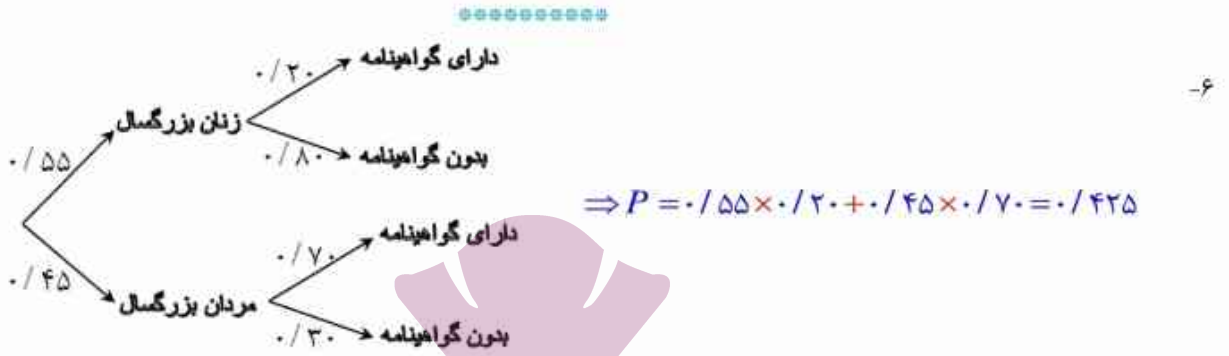 ۶-
۰/۲۰ دارای گواهینامه
زنان بزرگسال
۰/۸۰ بدون گواهینامه
۰/۵۵
⇒P=۰/۵۵×۰/۲۰+۰/۴۵×۰/۷۰=۰/۴۲۵
۰/۷۰ دارای گواهینامه
۰/۴۵
مردان بزرگسال
۰/۳۰ بدون گواهینامه